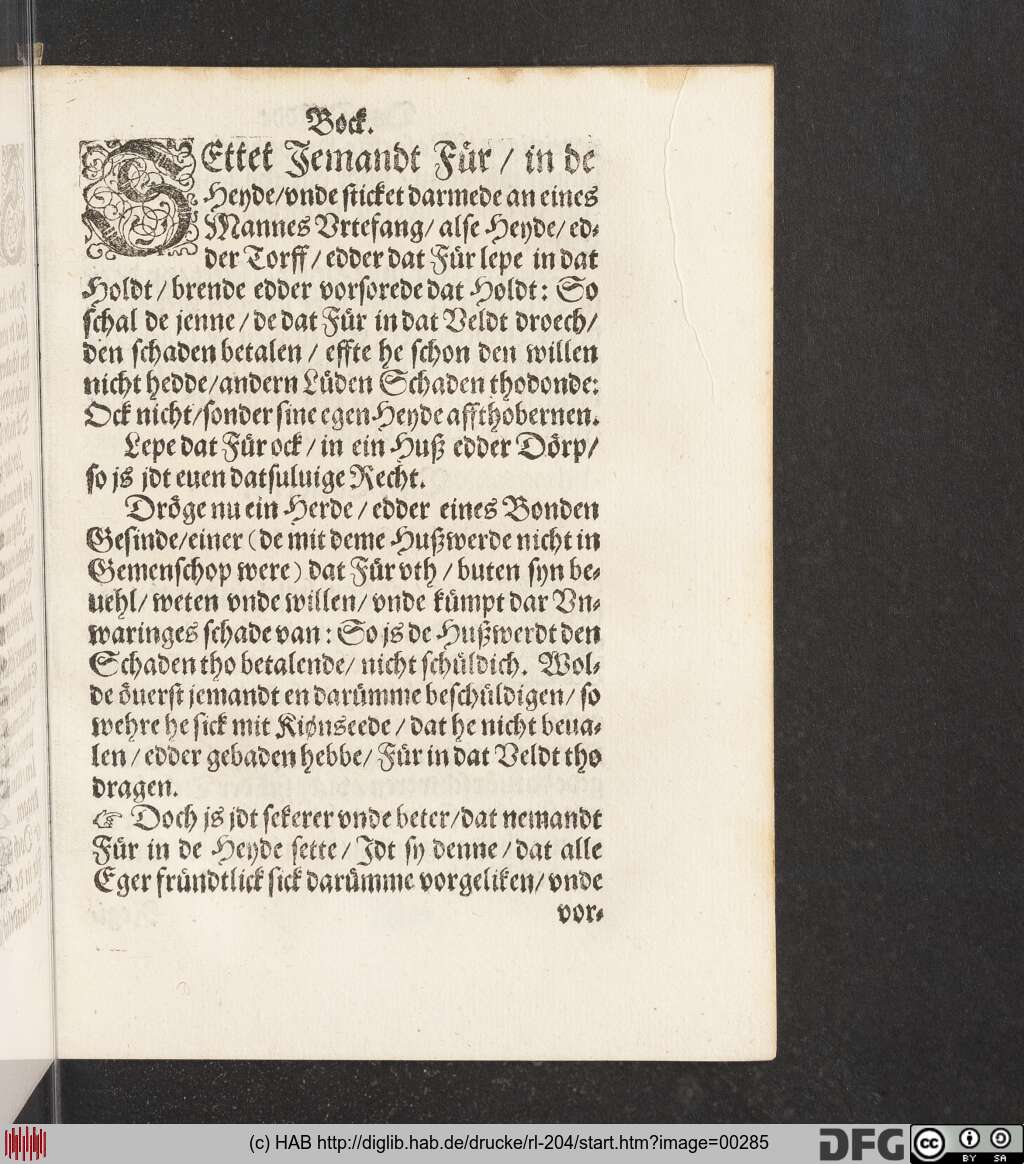 Bock.
SEttet Jemandt Für / in de
Heyde/vnde sticket darmede an eines
Mannes Vrtefang/ alse Heyde/ ed-
der Torff / edder dat Für lepe in dat
Holdt / brende edder vorsorede dat Holdt: So
schal de jenne / de dat Für in dat Veldt droech/
den schaden betalen / effte he schon den willen
nicht hedde/andern Lüden Schaden thodonde:
Ock nicht/sonder sine egen Heyde affthobernen.
Lepe dat Für ock / in ein Huß edder Dörp/
so js jdt euen datsuluige Recht.
Dröge nu ein Herde / edder eines Bonden
Gesinde/einer (de mit deme Hußwerde nicht in
Gemenschop were) dat Für vth / buten syn be-
uehl/ weten vnde willen/ vnde kümpt dar Vn-
waringes schade van: So js de Hußwerdt den
Schaden tho betalende/ nicht schüldich. Wol-
de öuerst jemandt en darümme beschüldigen/ so
wehre he sick mit Kiønseede / dat he nicht beua-
len / edder gebaden hebbe/ Für in dat Veldt tho
dragen.
☞ Doch js jdt sekerer vnde beter/dat nemandt
Für in de Heyde sette/ Jdt sy denne / dat alle
Eger fründtlick sick darümme vorgeliken/ vnde
vor-
(c) HAB http://diglib.hab.de/drucke/rl-204/start.htm?image=00285
DFG
cc
BY SA